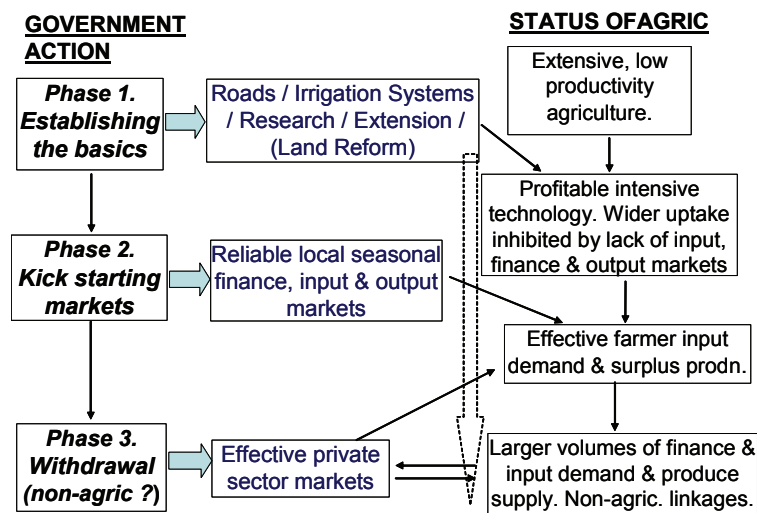 GOVERNMENT
ACTION
Phase 1.
Establishing
the basics
Roads / Irrigation Systems
/ Research / Extension /
(Land Reform)
STATUS OFAGRIC
Extensive, low
productivity
agriculture.
Profitable intensive
technology. Wider uptake
inhibited by lack of input,
finance & output markets
Phase 2.
Kick starting
markets
Reliable local seasonal
finance, input & output
markets
Effective farmer input
demand & surplus prodn.
Phase 3.
Withdrawal
(non-agric ?)
Effective private
sector markets
Larger volumes of finance &
input demand & produce
supply. Non-agric. linkages.